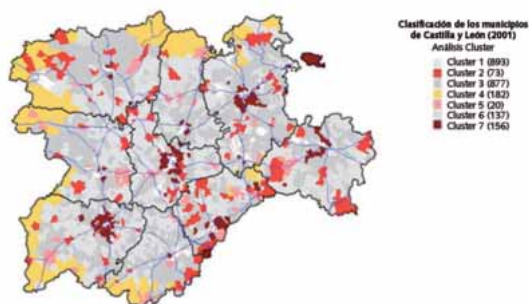 Clasificación de los municipios
de Castilla y León (2001)
Análisis Cluster
Cluster 1 (893)
Cluster 2 (73)
Cluster 3 (877)
Cluster 4 (182)
Cluster 5 (20)
Cluster 6 (137)
Cluster 7 (156)